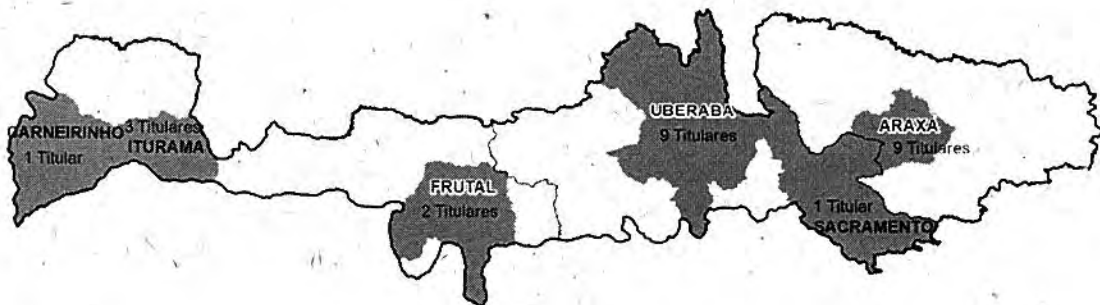 CARNEIRINHO
1 Titular
3 Titulares
ITURAMA
FRUTAL
2 Titulares
UBERABA
9 Titulares
ARAXÁ
9 Titulares
1 Titular
SACRAMENTO